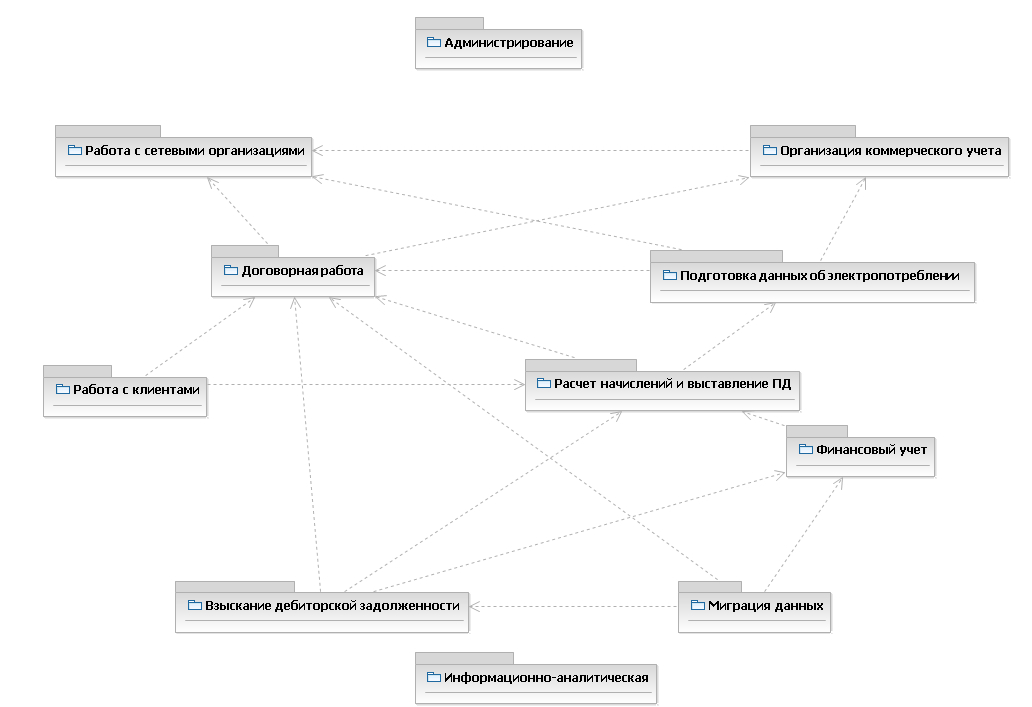 Администрирование
Работа с сетевыми организациями
Организация коммерческого учета
Договорная работа
Подготовка данных об электропотреблении
Работа с клиентами
Расчет начислений и выставление ПД
Финансовый учет
Взыскание дебиторской задолженности
Миграция данных
Информационно-аналитическая